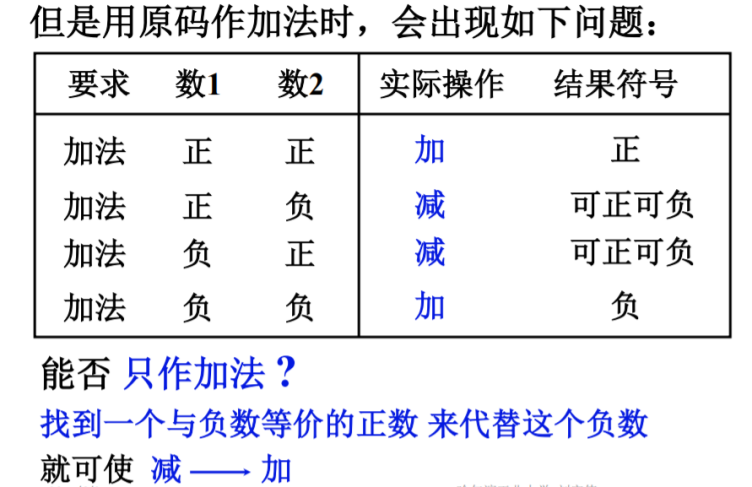 但是用原码作加法时，会出现如下问题：
要求 数1 数2 实际操作 结果符号
加法 正 正 加 正
加法 正 负 减 可正可负
加法 负 正 减 可正可负
加法 负 负 加 负
能否 只作加法？
找到一个与负数等价的正数 来代替这个负数
就可使 减 → 加